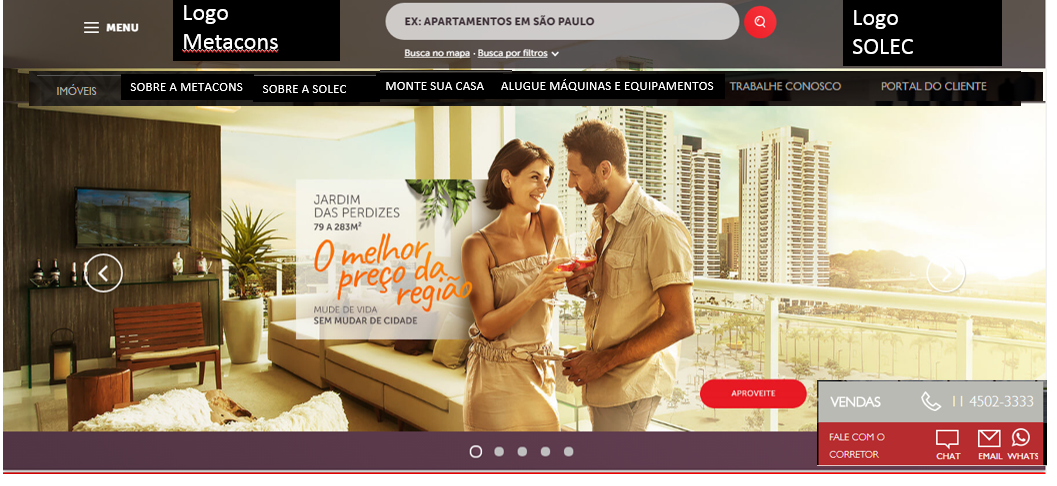 MENU
Logo
Metacons
EX: APARTAMENTOS EM SÃO PAULO
Busca no mapa · Busca por filtros
Logo
SOLEC
IMÓVEIS
SOBRE A METACONS
SOBRE A SOLEC
MONTE SUA CASA
ALUGUE MÁQUINAS E EQUIPAMENTOS
TRABALHE CONOSCO
PORTAL DO CLIENTE
JARDIM
DAS PERDIZES
79 A 283M²
O melhor
preço da
região
MUDE DE VIDA
SEM MUDAR DE CIDADE
APROVEITE
VENDAS
11 4502-3333
FALE COM O
CORRETOR
CHAT
EMAIL
WHATS